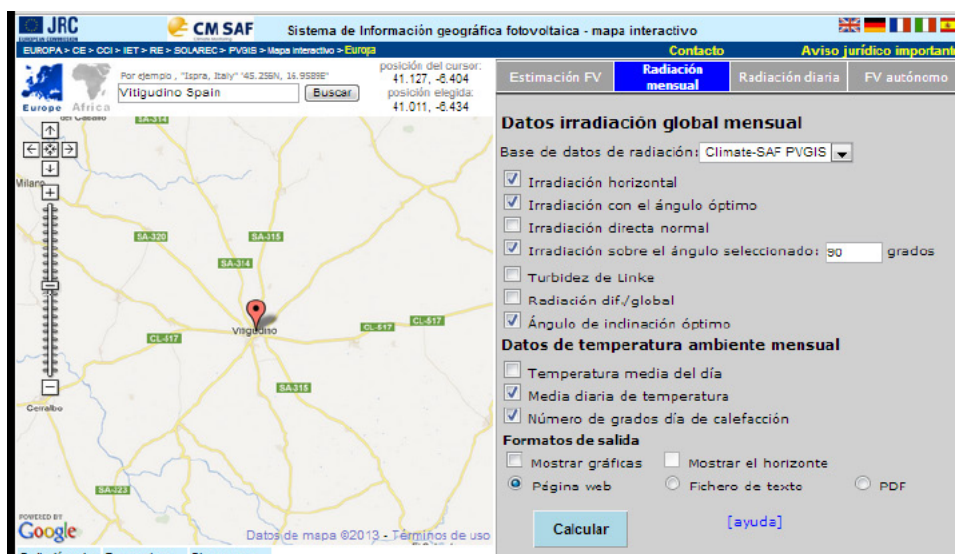 JRC
EUROPEAN COMMISSION
CM SAF
Sistema de Información geográfica fotovoltaica - mapa interactivo
EUROPA > CE > CCI > IET > RE > SOLAREC > PVGIS > Mapa interactivo > Europa
Contacto
Aviso jurídico important
Europe
Africa
Por ejemplo , "Ispra, Italy" "45.256N, 16.9589E"
Vitigudino Spain
Buscar
posición del cursor:
41.127, -6.404
posición elegida:
41.011, -6.434
Estimación FV
Radiación mensual
Radiación diaria
FV autónomo
SA-314
Milano
SA-320
SA-315
SA-314
Vitigudino
CL-517
CL-517
CL-517
SA-315
Cerralbo
SA-323
POWERED BY
Google
Datos de mapa ©2013 - Términos de uso
Datos irradiación global mensual
Base de datos de radiación: Climate-SAF PVGIS
Irradiación horizontal
Irradiación con el ángulo óptimo
Irradiación directa normal
Irradiación sobre el ángulo seleccionado: 90 grados
Turbidez de Linke
Radiación dif./global
Ángulo de inclinación óptimo
Datos de temperatura ambiente mensual
Temperatura media del día
Media diaria de temperatura
Número de grados día de calefacción
Formatos de salida
Mostrar gráficas
Mostrar el horizonte
Página web
Fichero de texto
PDF
Calcular
[ayuda]